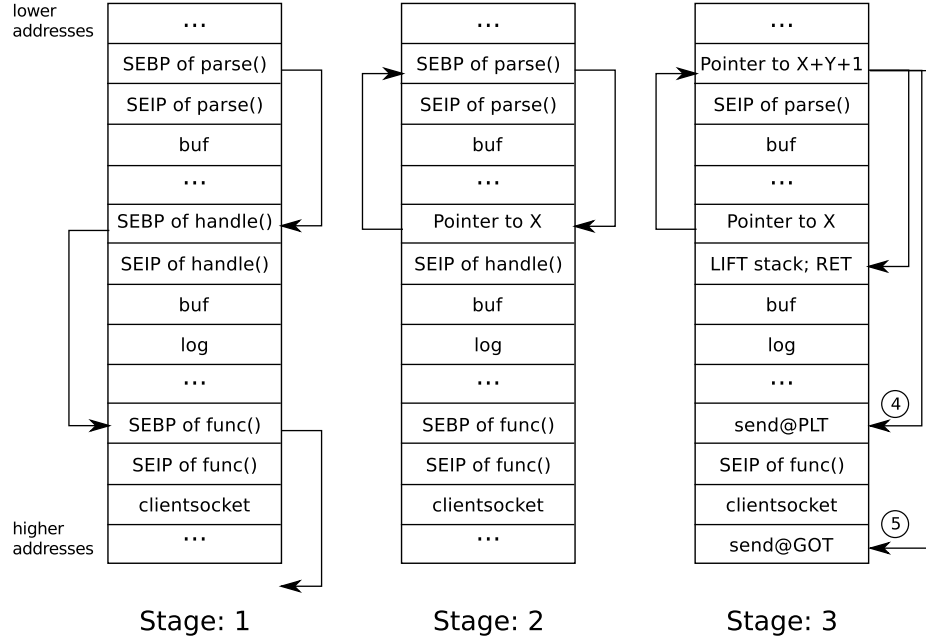 lower
addresses
...
SEBP of parse()
SEIP of parse()
buf
...
SEBP of handle()
SEIP of handle()
buf
log
...
SEBP of func()
SEIP of func()
clientsocket
...
higher
addresses
Stage: 1
...
SEBP of parse()
SEIP of parse()
buf
...
Pointer to X
SEIP of handle()
buf
log
...
SEBP of func()
SEIP of func()
clientsocket
...
Stage: 2
...
Pointer to X+Y+1
SEIP of parse()
buf
...
Pointer to X
LIFT stack; RET
buf
log
...
send@PLT
4
SEIP of func()
clientsocket
send@GOT
5
Stage: 3